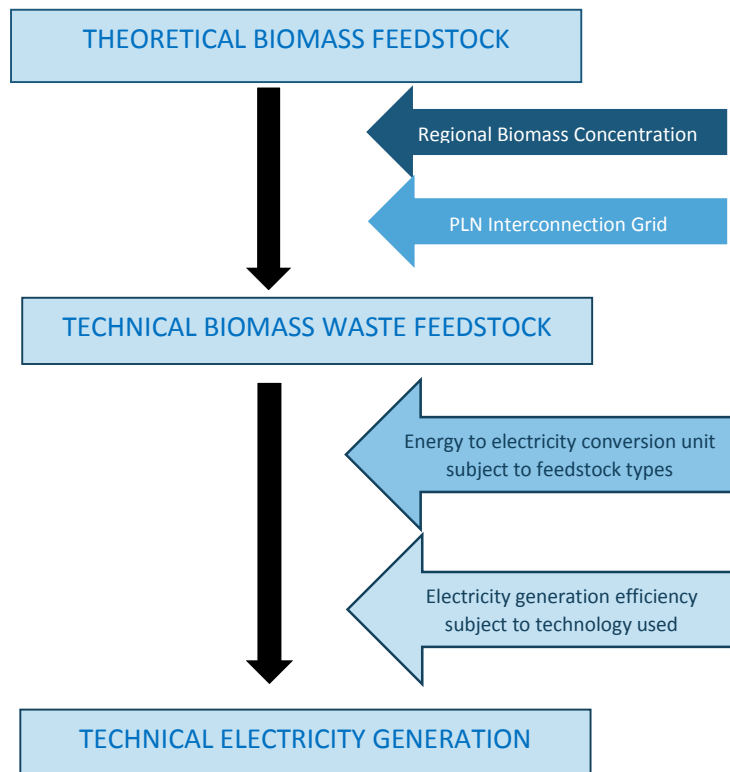 THEORETICAL BIOMASS FEEDSTOCK
Regional Biomass Concentration
PLN Interconnection Grid
TECHNICAL BIOMASS WASTE FEEDSTOCK
Energy to electricity conversion unit
subject to feedstock types
Electricity generation efficiency
subject to technology used
TECHNICAL ELECTRICITY GENERATION